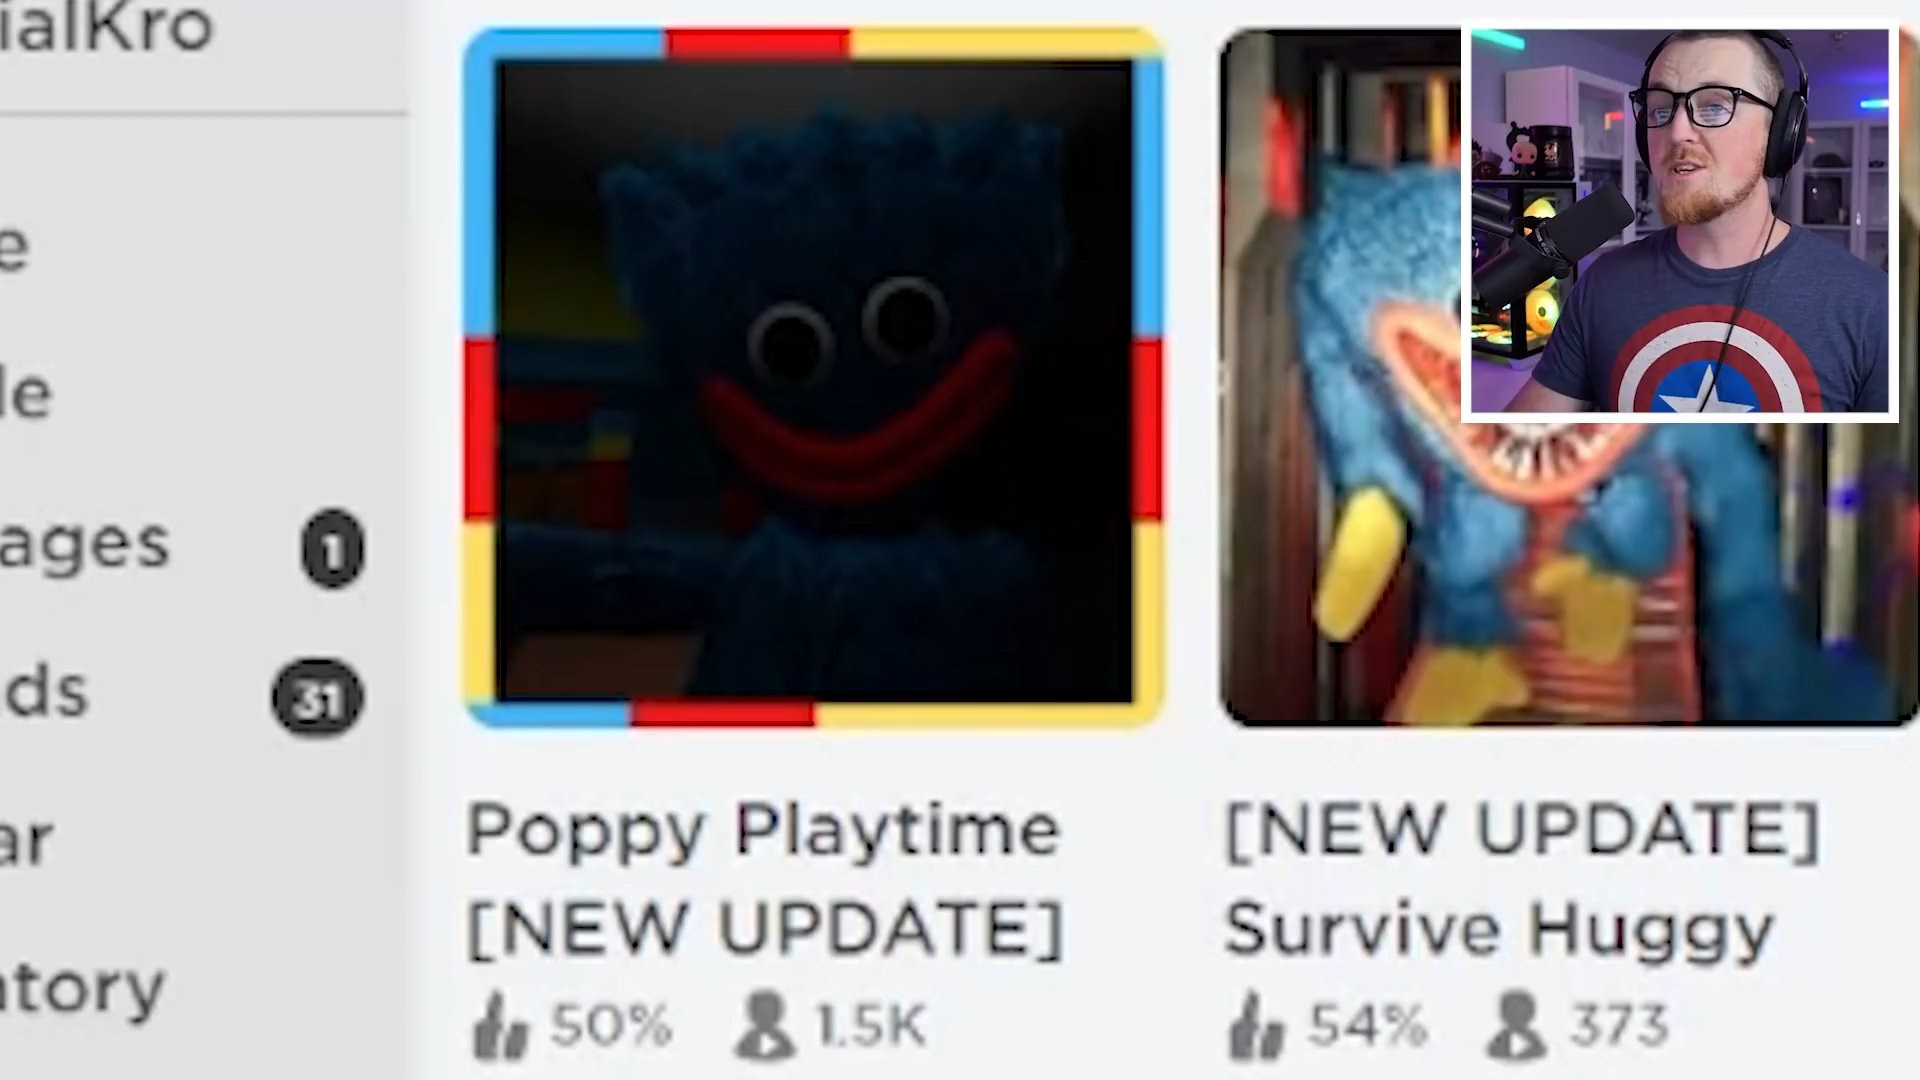 ialKro
e
le
ages 1
ds 31
ar
ntory
Poppy Playtime
[NEW UPDATE]
50% 1.5K
[NEW UPDATE]
Survive Huggy
54% 373